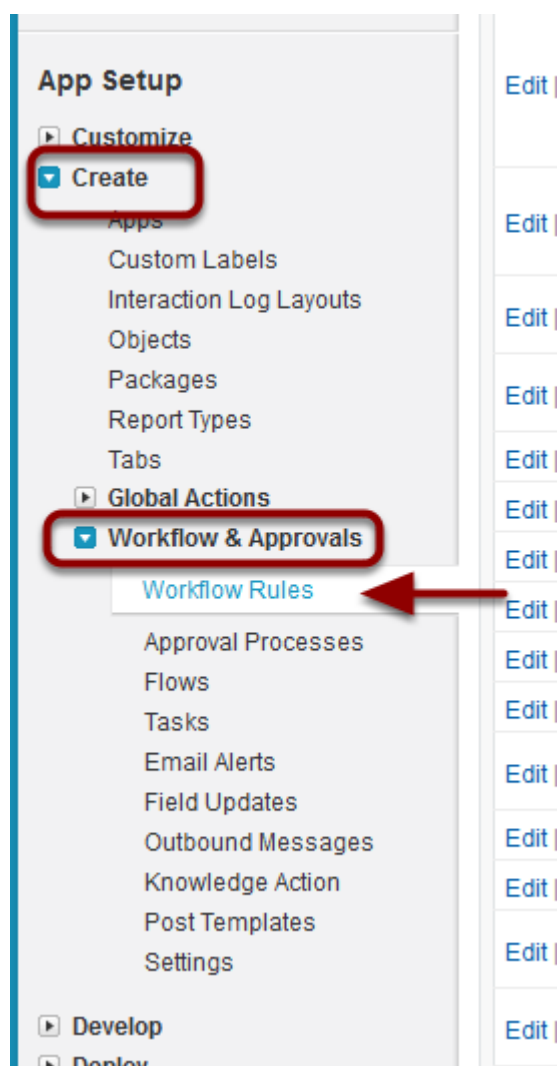 App Setup
Edit |
Customize
Create
Apps
Edit |
Custom Labels
Interaction Log Layouts
Edit |
Objects
Packages
Edit |
Report Types
Tabs
Edit |
Global Actions
Edit |
Workflow & Approvals
Edit |
Workflow Rules
Edit |
Approval Processes
Edit |
Flows
Tasks
Edit |
Email Alerts
Edit |
Field Updates
Outbound Messages
Edit |
Knowledge Action
Edit |
Post Templates
Settings
Edit |
Develop
Edit |
Deploy